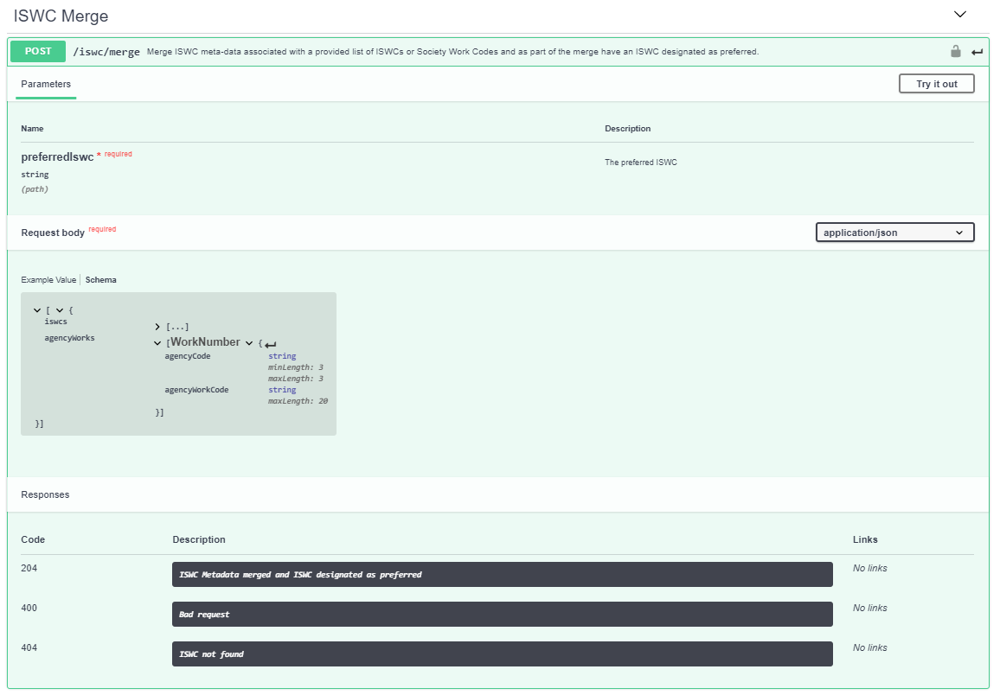 ISWC Merge
POST /iswc/merge Merge ISWC meta-data associated with a provided list of ISWCs or Society Work Codes and as part of the merge have an ISWC designated as preferred.
Parameters Try it out
Name Description
preferredIswc * required
string
(path)
The preferred ISWC
Request body required application/json
Example Value Schema
[ {
iswcs
[...]
agencyWorks
[WorkNumber {
agencyCode string
minLength: 3
maxLength: 3
agencyWorkCode string
maxLength: 20
}]
}]
Responses
Code Description Links
204 ISWC Metadata merged and ISWC designated as preferred No links
400 Bad request No links
404 ISWC not found No links